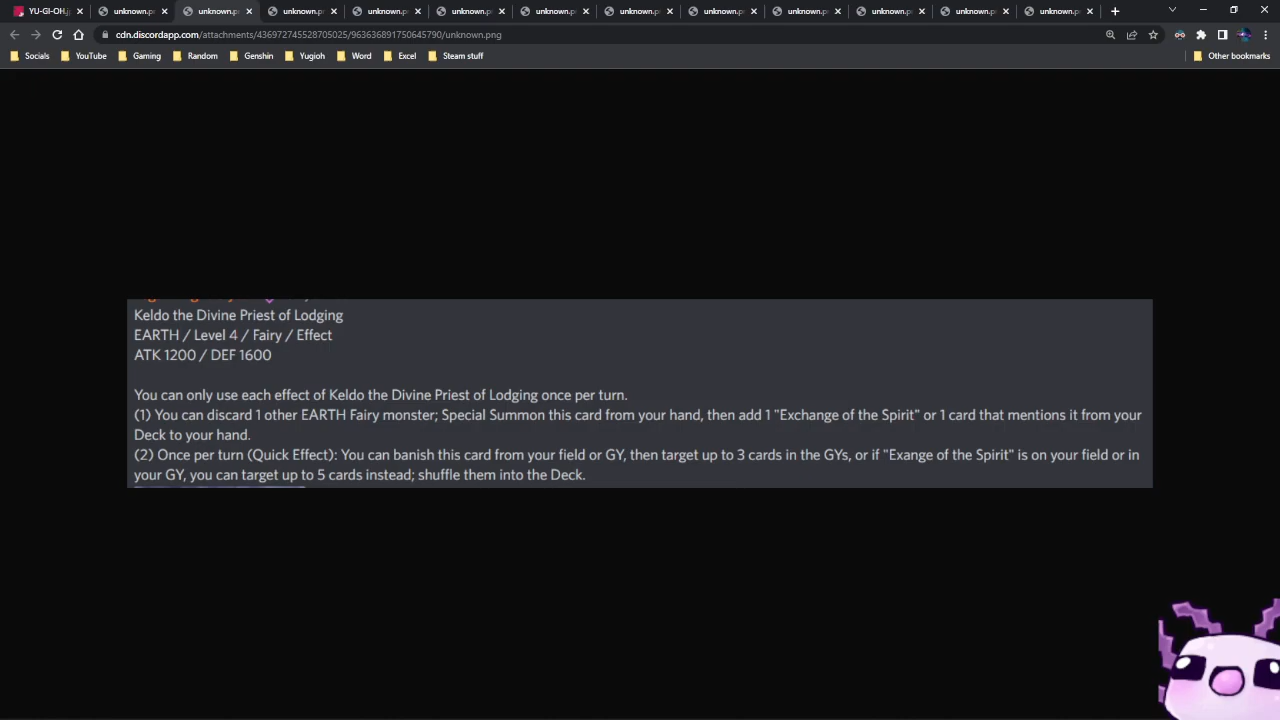 YU-GI-OH.j
unknown.p
unknown.p
unknown.p
unknown.p
unknown.p
unknown.p
unknown.p
unknown.p
unknown.p
unknown.p
unknown.p
unknown.p
cdn.discordapp.com/attachments/436972745528705025/963636891750645790/unknown.png
Socials YouTube Gaming Random Genshin Yugioh Word Excel Steam stuff Other bookmarks
Keldo the Divine Priest of Lodging
EARTH / Level 4 / Fairy / Effect
ATK 1200 / DEF 1600
You can only use each effect of Keldo the Divine Priest of Lodging once per turn.
(1) You can discard 1 other EARTH Fairy monster; Special Summon this card from your hand, then add 1 "Exchange of the Spirit" or 1 card that mentions it from your
Deck to your hand.
(2) Once per turn (Quick Effect): You can banish this card from your field or GY, then target up to 3 cards in the GYs, or if "Exange of the Spirit" is on your field or in
your GY, you can target up to 5 cards instead; shuffle them into the Deck.